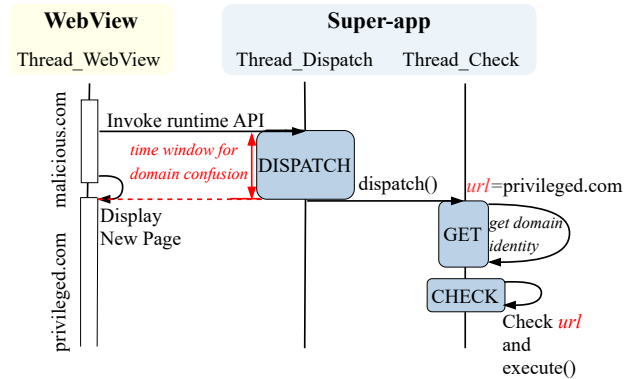 WebView
Super-app
Thread_WebView
Thread_Dispatch
Thread_Check
malicious.com
Invoke runtime API
time window for
domain confusion
DISPATCH
dispatch()
url=privileged.com
Display
New Page
privileged.com
GET
get domain
identity
CHECK
Check url
and
execute()